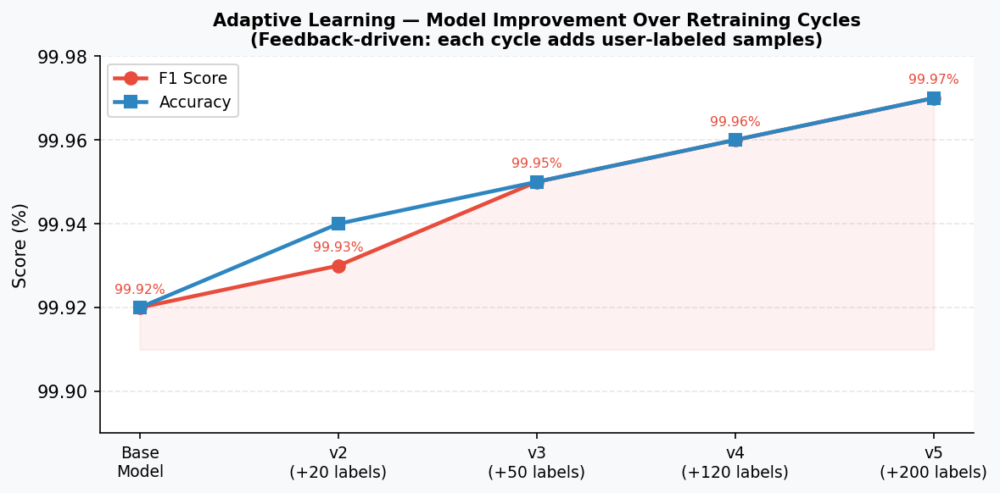 Adaptive Learning — Model Improvement Over Retraining Cycles
(Feedback-driven: each cycle adds user-labeled samples)
F1 Score
Accuracy
Score (%)
99.98
99.96
99.94
99.92
99.90
99.92%
99.93%
99.95%
99.96%
99.97%
Base
Model
v2
(+20 labels)
v3
(+50 labels)
v4
(+120 labels)
v5
(+200 labels)